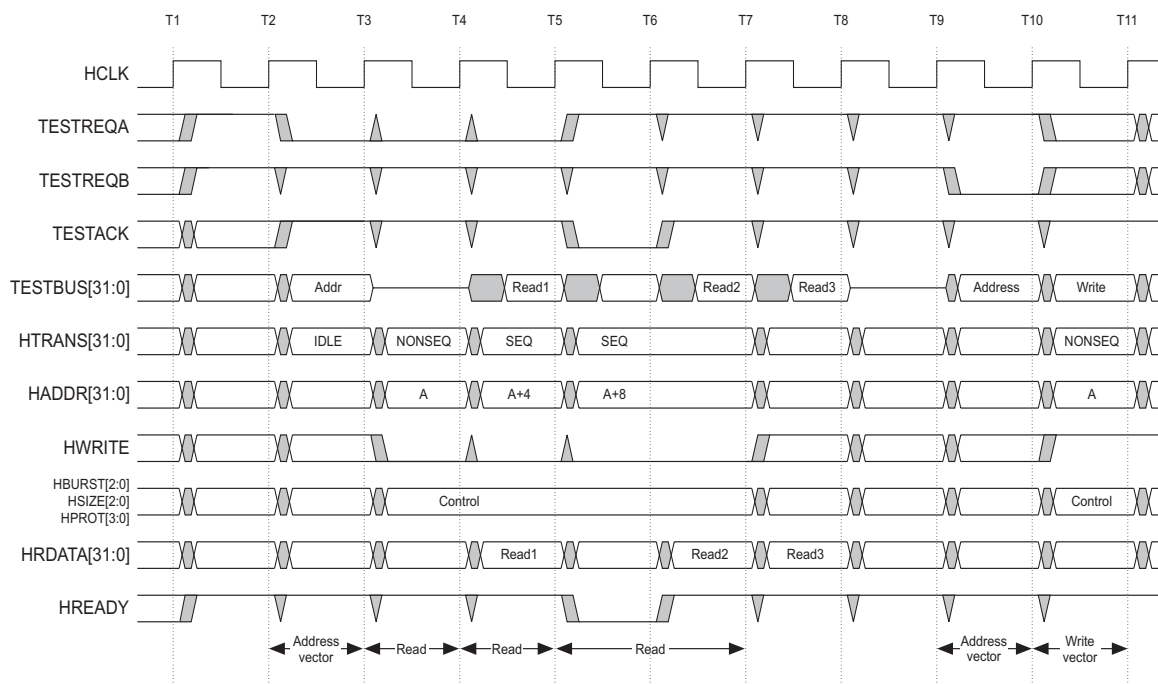 T1 T2 T3 T4 T5 T6 T7 T8 T9 T10 T11
HCLK
TESTREQA
TESTREQB
TESTACK
TESTBUS[31:0] Addr Read1 Read2 Read3 Address Write
HTRANS[31:0] IDLE NONSEQ SEQ SEQ NONSEQ
HADDR[31:0] A A+4 A+8 A
HWRITE
HBURST[2:0]
HSIZE[2:0] Control Control
HPROT[3:0]
HRDATA[31:0] Read1 Read2 Read3
HREADY
Address vector Read Read Read Address vector Write vector